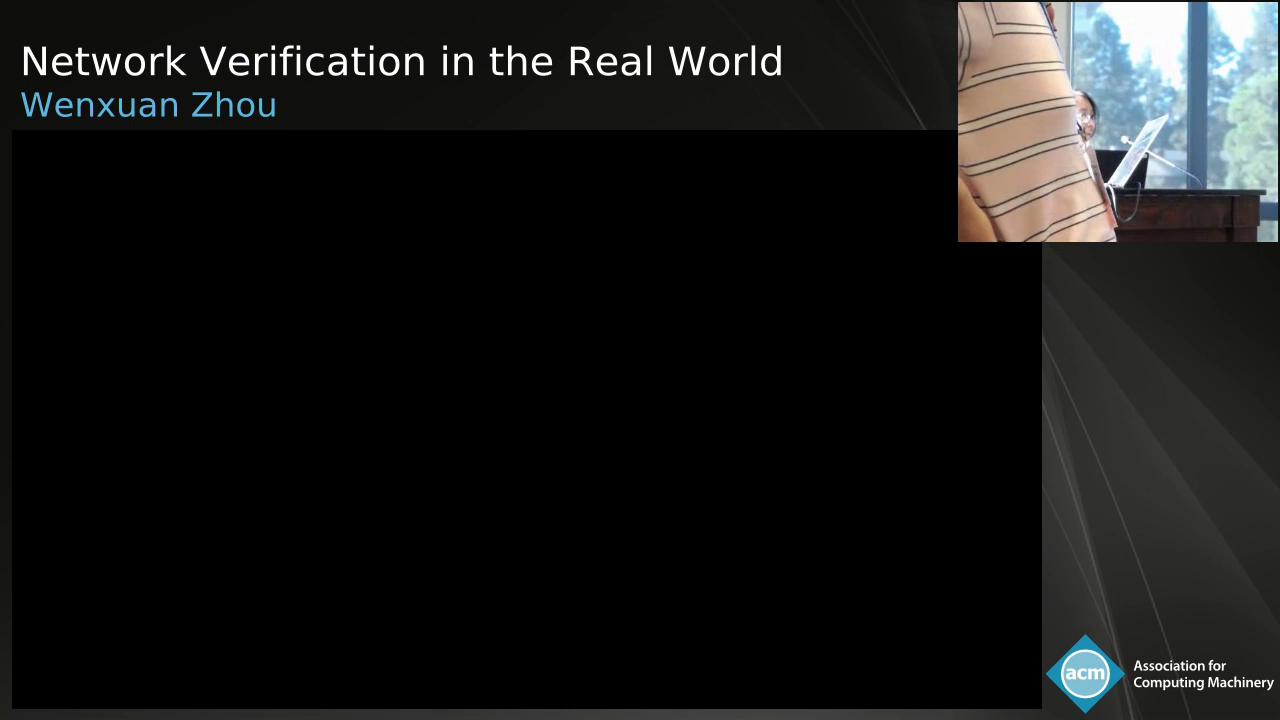 Network Verification in the Real World
Wenxuan Zhou
acm
Association for
Computing Machinery